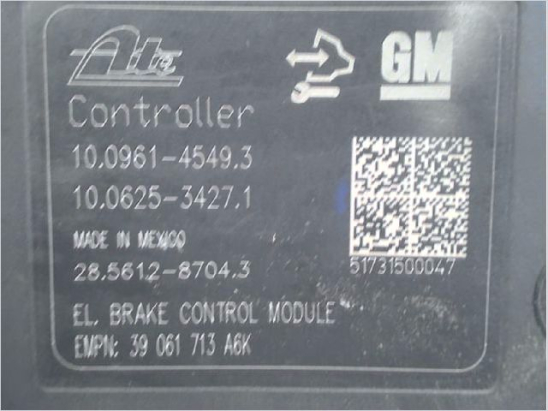 Ate
GM
Controller
10.0961-4549.3
10.0625-3427.1
MADE IN MEXICO
28.5612-8704.3
51731500047
EL. BRAKE CONTROL MODULE
EMPN: 39 061 713 A6K